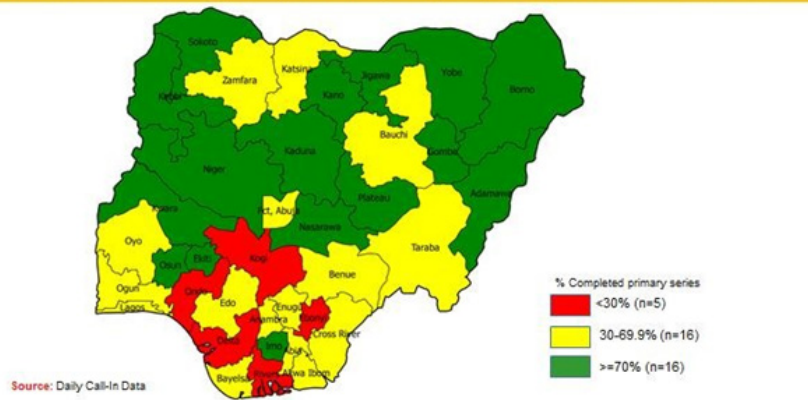 Sokoto
Katsina
Zamfara
Kebbi
Jigawa
Yobe
Borno
Kano
Bauchi
Gombe
Kaduna
Niger
Adamawa
Plateau
Kwara
Fct, Abuja
Nasarawa
Oyo
Taraba
Ekiti
Kogi
Osun
Benue
Ogun
Ondo
Edo
Lagos
Enugu
Anambra
Ebonyi
Cross River
Delta
Imo
Abia
Bayelsa
Rivers
Akwa Ibom
% Completed primary series
<30% (n=5)
30-69.9% (n=16)
>=70% (n=16)
Source: Daily Call-In Data